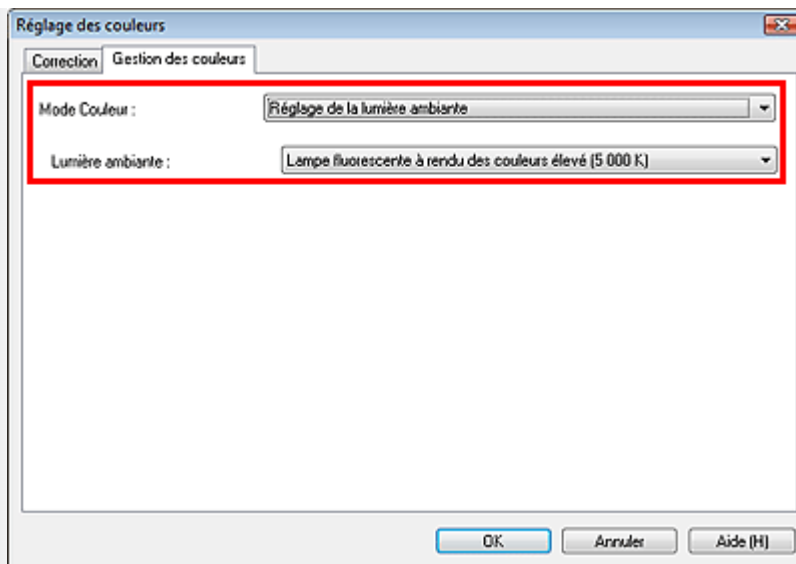 Réglage des couleurs
Correction Gestion des couleurs
Mode Couleur : Réglage de la lumière ambiante
Lumière ambiante : Lampe fluorescente à rendu des couleurs élevé (5 000 K)
OK Annuler Aide (H)